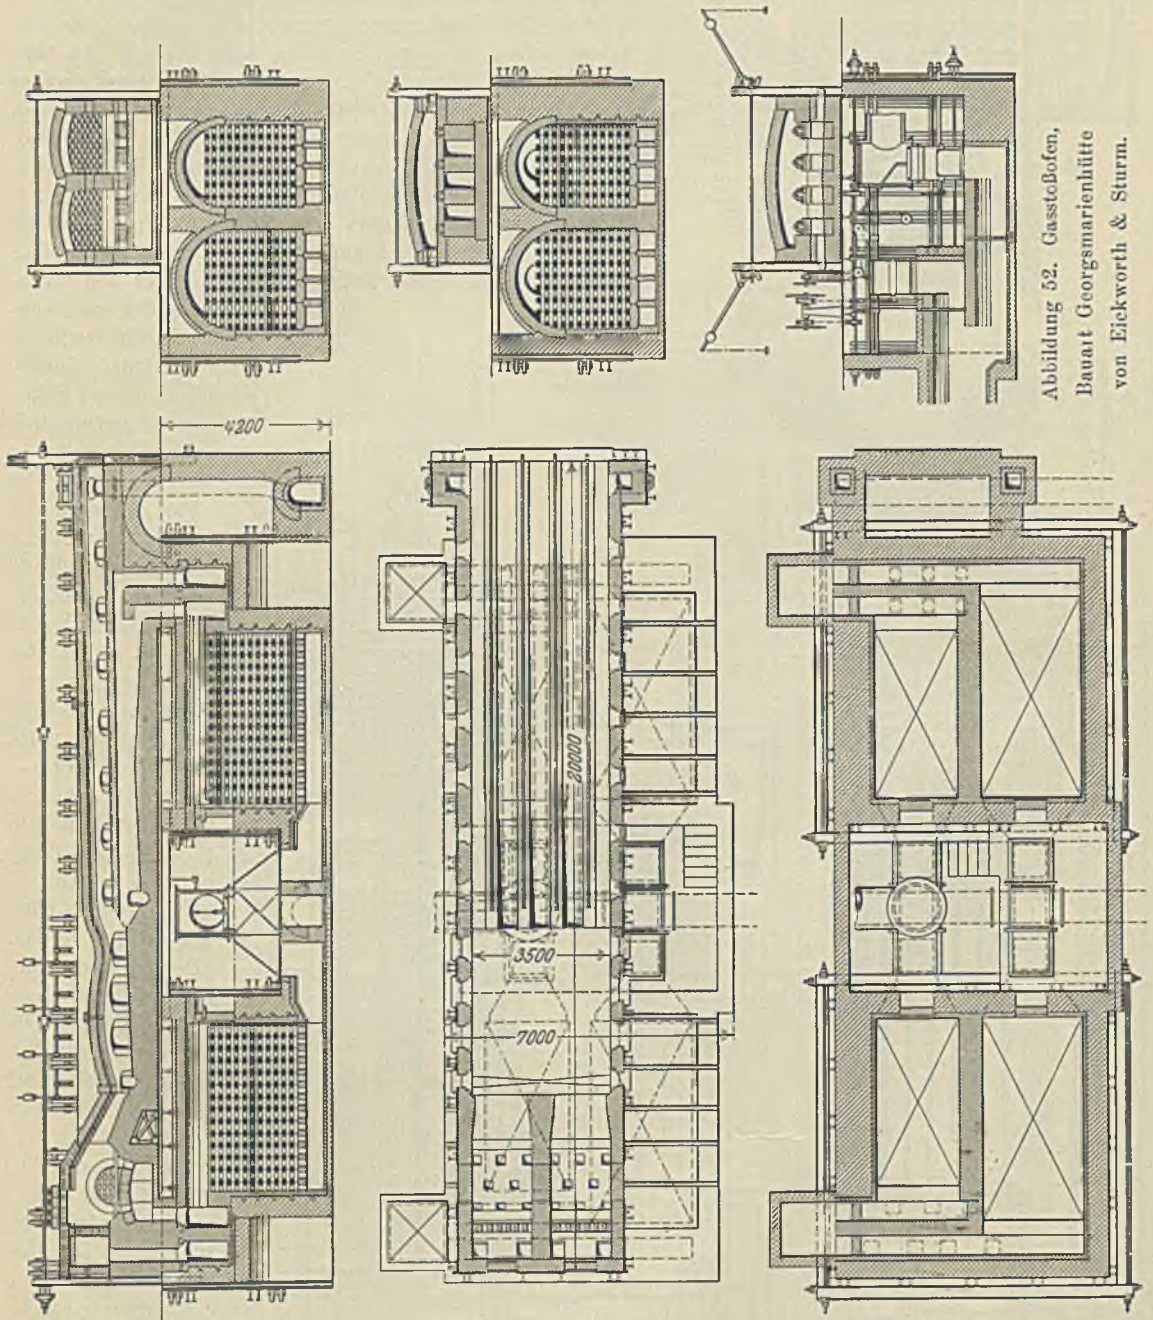 4200
20000
3500
7000
Abbildung 52. Gasstoßofen,
Bauart Georgsmarienhütte
von Eickworth & Sturm.